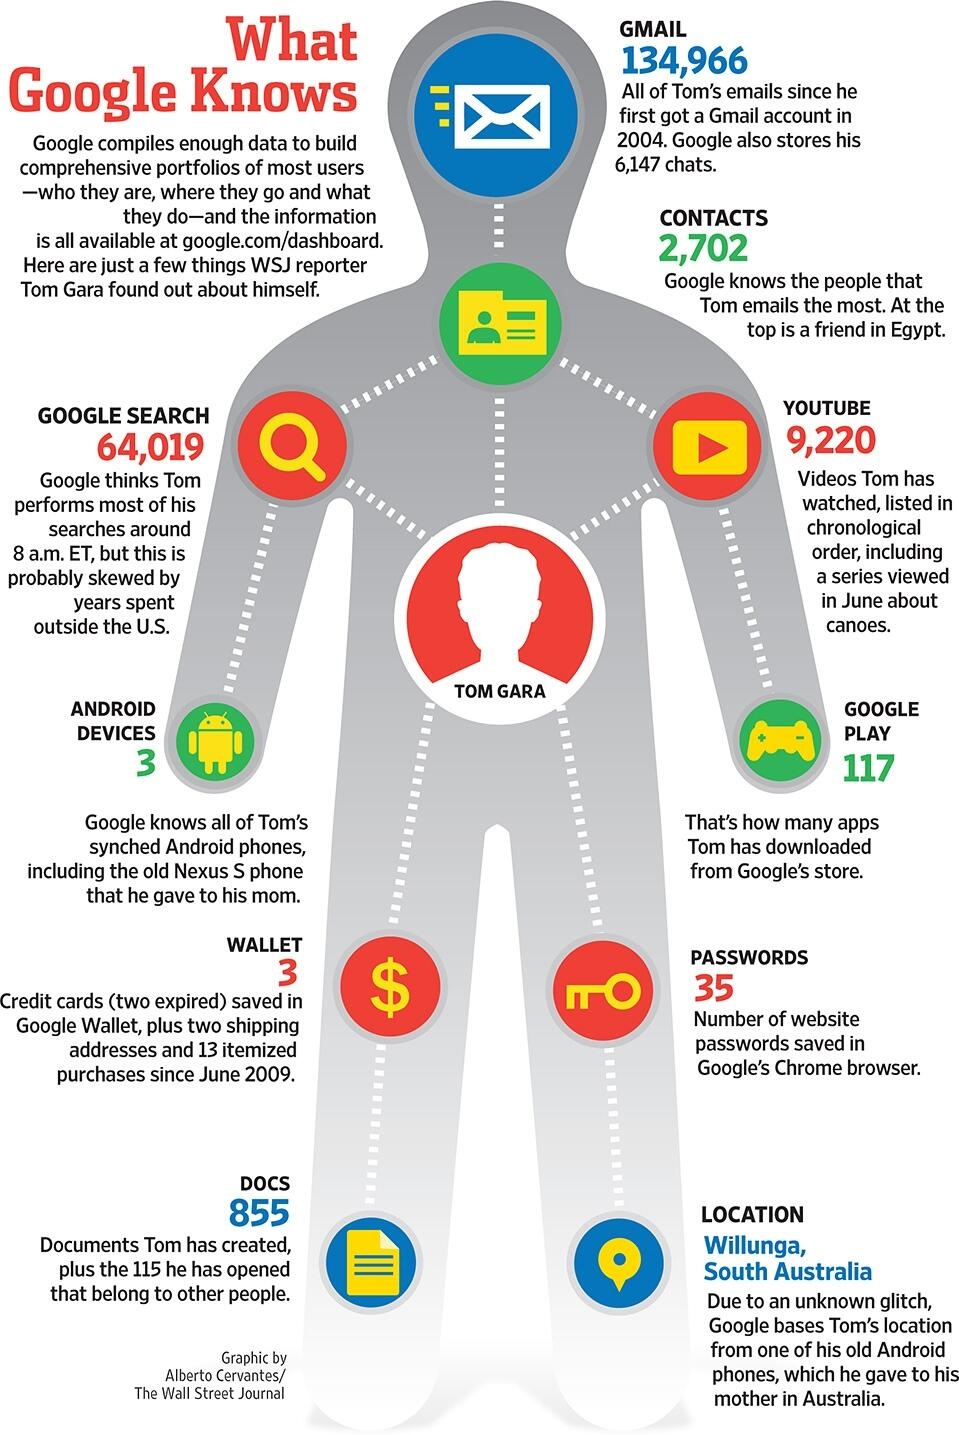 What
Google Knows
Google compiles enough data to build
comprehensive portfolios of most users
—who they are, where they go and what
they do—and the information
is all available at google.com/dashboard.
Here are just a few things WSJ reporter
Tom Gara found out about himself.
GMAIL
134,966
All of Tom's emails since he
first got a Gmail account in
2004. Google also stores his
6,147 chats.
CONTACTS
2,702
Google knows the people that
Tom emails the most. At the
top is a friend in Egypt.
GOOGLE SEARCH
64,019
Google thinks Tom
performs most of his
searches around
8 a.m. ET, but this is
probably skewed by
years spent
outside the U.S.
YOUTUBE
9,220
Videos Tom has
watched, listed in
chronological
order, including
a series viewed
in June about
canoes.
TOM GARA
ANDROID
DEVICES
3
Google knows all of Tom's
synched Android phones,
including the old Nexus S phone
that he gave to his mom.
GOOGLE
PLAY
117
That's how many apps
Tom has downloaded
from Google's store.
WALLET
3
Credit cards (two expired) saved in
Google Wallet, plus two shipping
addresses and 13 itemized
purchases since June 2009.
$
PASSWORDS
35
Number of website
passwords saved in
Google's Chrome browser.
DOCS
855
Documents Tom has created,
plus the 115 he has opened
that belong to other people.
LOCATION
Willunga,
South Australia
Due to an unknown glitch,
Google bases Tom's location
from one of his old Android
phones, which he gave to his
mother in Australia.
Graphic by
Alberto Cervantes/
The Wall Street Journal